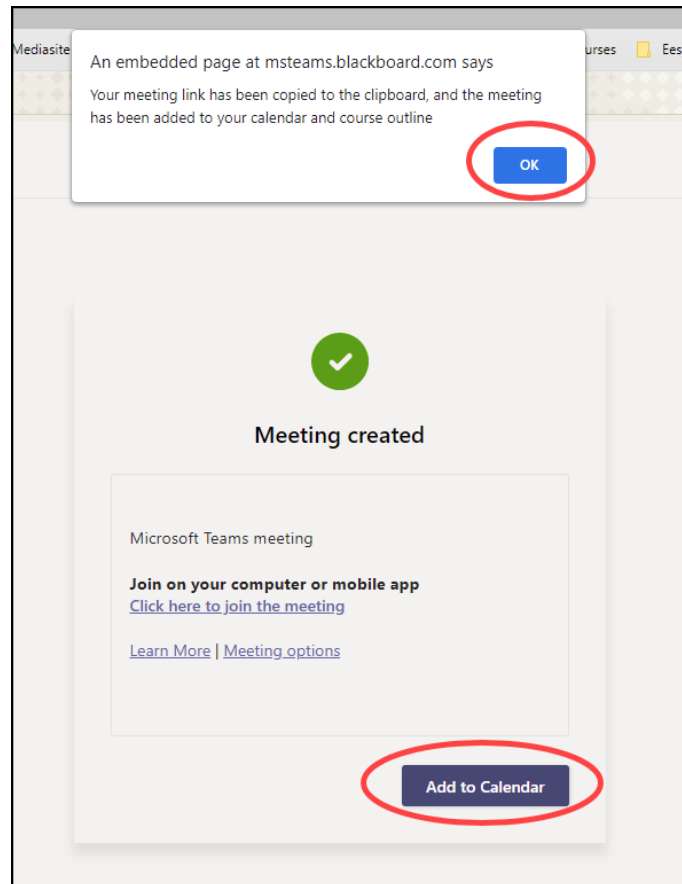 Mediasite
An embedded page at msteams.blackboard.com says
Your meeting link has been copied to the clipboard, and the meeting
has been added to your calendar and course outline
OK
urses
Ees
Meeting created
Microsoft Teams meeting
Join on your computer or mobile app
Click here to join the meeting
Learn More | Meeting options
Add to Calendar